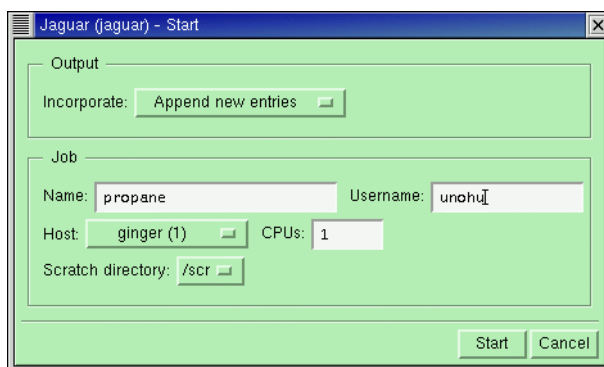 Jaguar (jaguar) - Start
Output
Incorporate: Append new entries
Job
Name: propane Username: unohu
Host: ginger (1) CPUs: 1
Scratch directory: /scr
Start Cancel